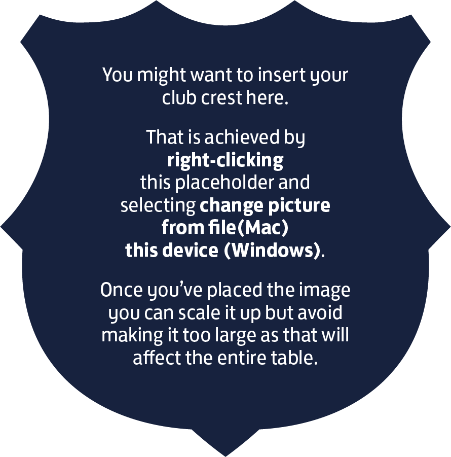 You might want to insert your
club crest here.
That is achieved by
right-clicking
this placeholder and
selecting change picture
from file(Mac)
this device (Windows).
Once you've placed the image
you can scale it up but avoid
making it too large as that will
affect the entire table.